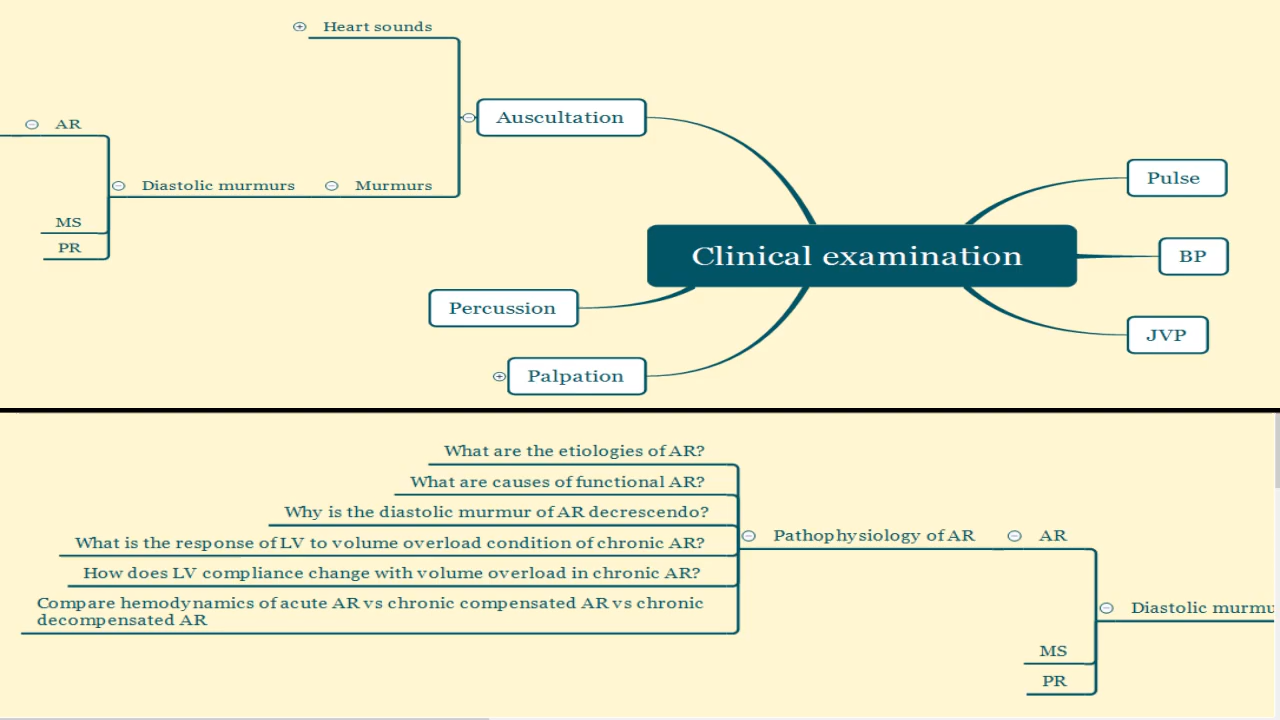 Heart sounds
Auscultation
AR
Pulse
Diastolic murmurs
Murmurs
MS
PR
Clinical examination
BP
Percussion
JVP
Palpation
What are the etiologies of AR?
What are causes of functional AR?
Why is the diastolic murmur of AR decrescendo?
What is the response of LV to volume overload condition of chronic AR?
How does LV compliance change with volume overload in chronic AR?
Compare hemodynamics of acute AR vs chronic compensated AR vs chronic
decompensated AR
Pathophysiology of AR
AR
Diastolic murmu
MS
PR